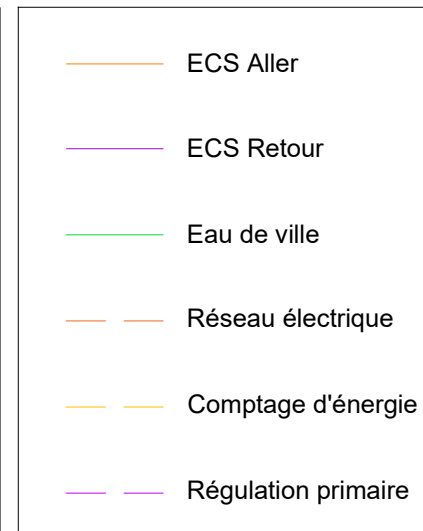 ECS Aller
ECS Retour
Eau de ville
Réseau électrique
Comptage d'énergie
Régulation primaire